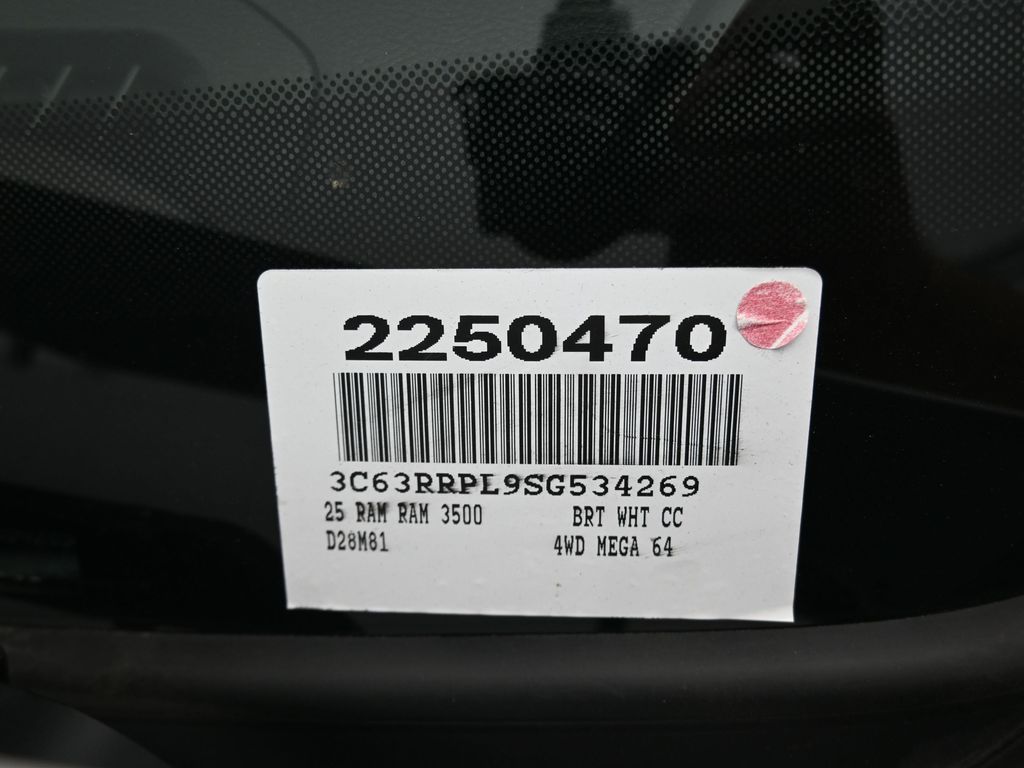 2250470
3C63RRPL9SG534269
25 RAM RAM 3500 BRT WHT CC
D28M81 4WD MEGA 64